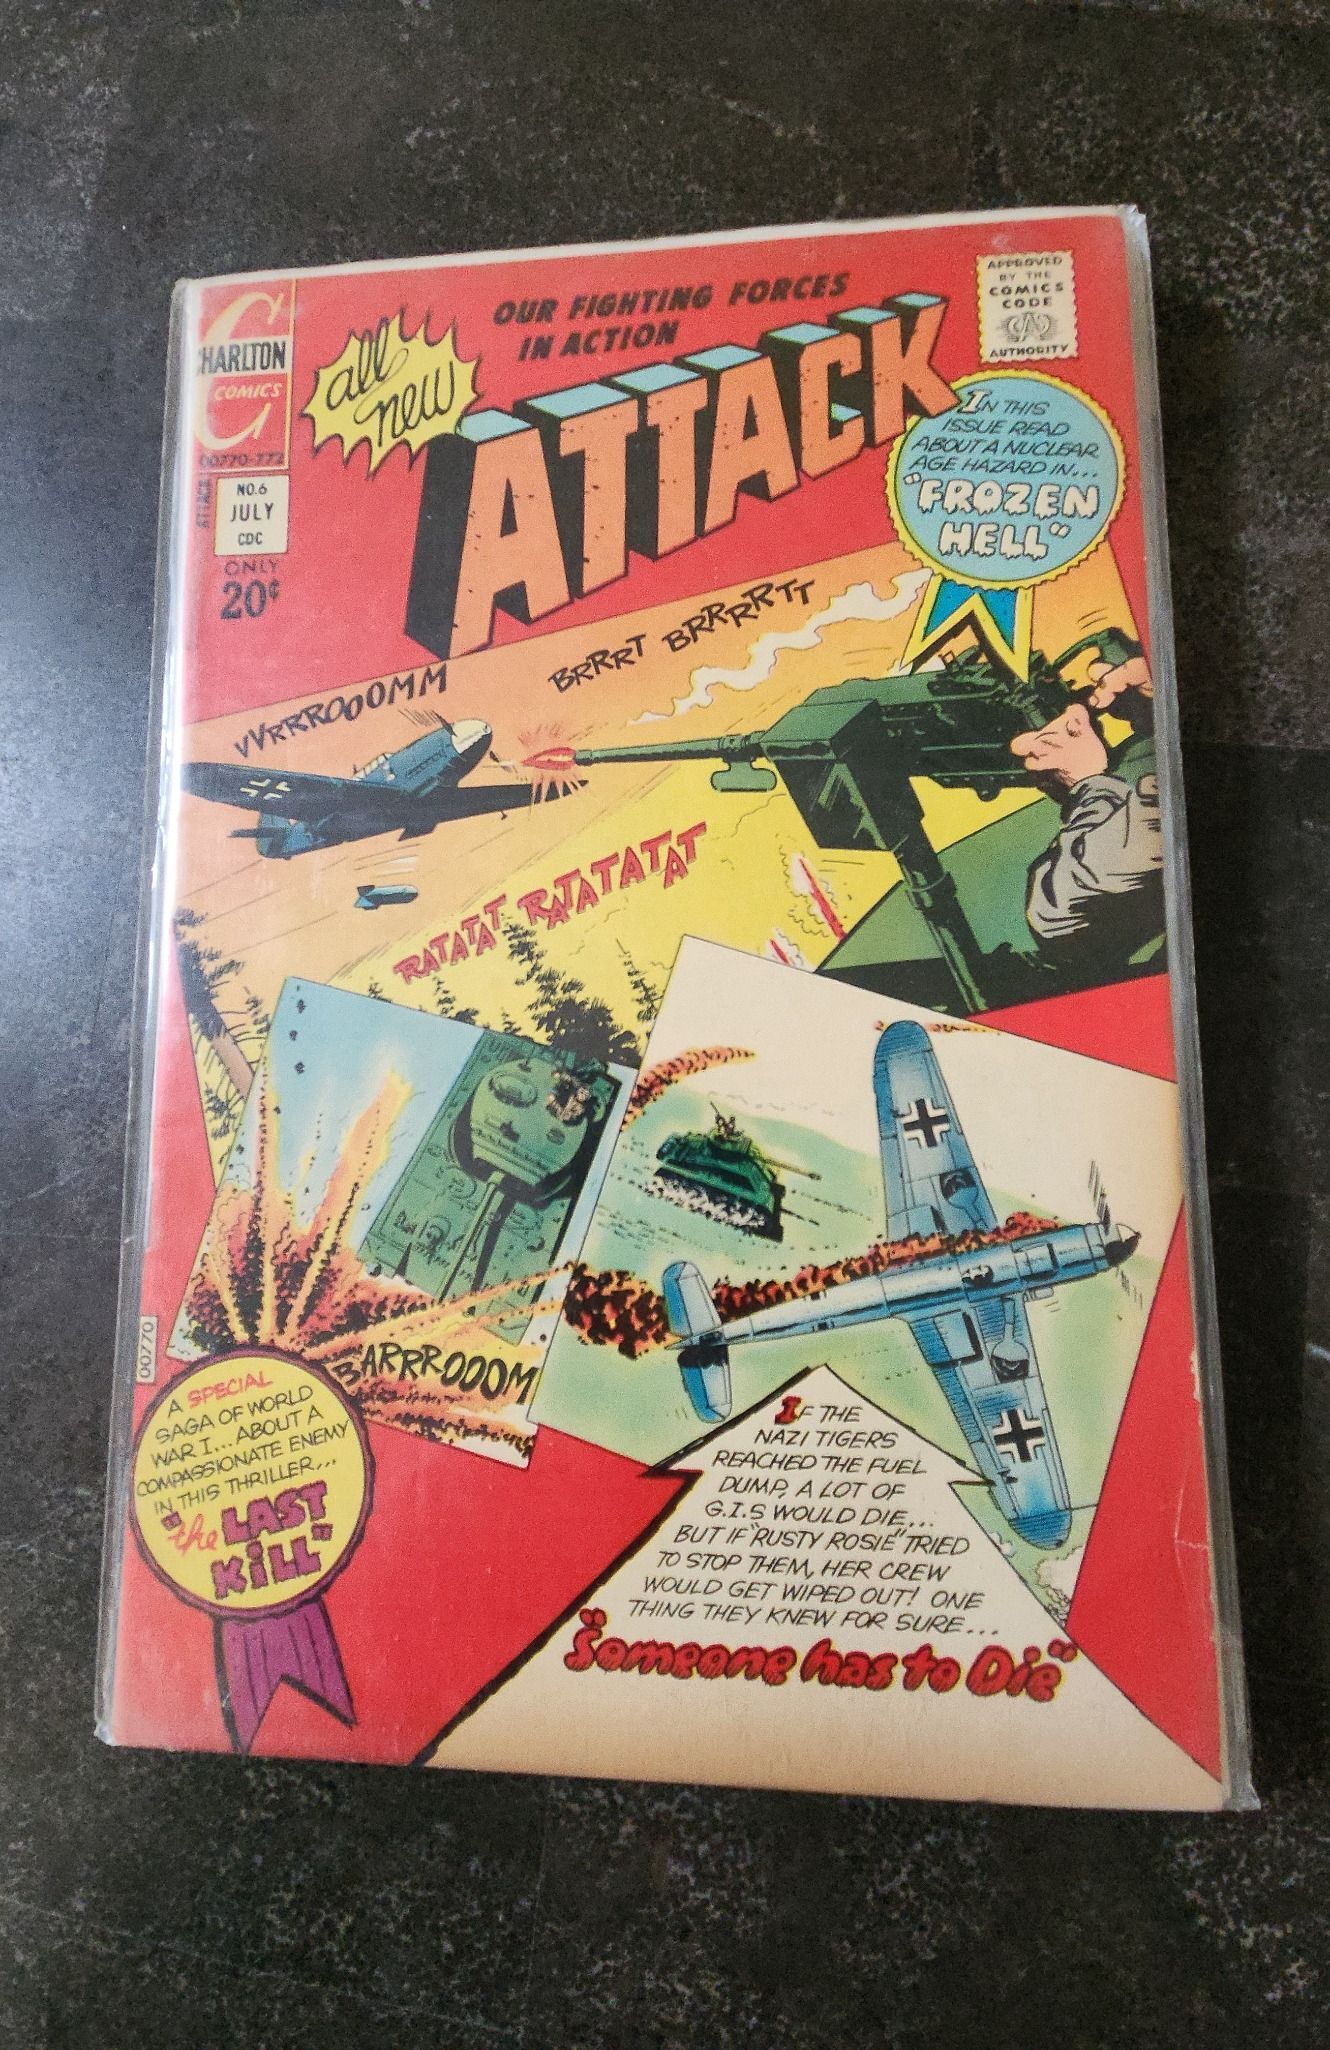 OUR FIGHTING FORCES
IN ACTION
ATTACK
all
new
CHARLTON
COMICS
00770-772
ATTACK
NO.6
JULY
CDC
ONLY
20¢
APPROVED
BY THE
COMICS
CODE
AUTHORITY
IN THIS
ISSUE READ
ABOUT A NUCLEAR
AGE HAZARD IN...
"FROZEN
HELL"
VVRRROOOMM
BRRRT BRRRRTT
RATATAT RATATATAT
BARRROOOM
00770
A SPECIAL
SAGA OF WORLD
WAR I...ABOUT A
COMPASSIONATE ENEMY
IN THIS THRILLER...
"the LAST
KILL"
IF THE
NAZI TIGERS
REACHED THE FUEL
DUMP, A LOT OF
G.I.S WOULD DIE...
BUT IF "RUSTY ROSIE" TRIED
TO STOP THEM, HER CREW
WOULD GET WIPED OUT! ONE
THING THEY KNEW FOR SURE...
"Someone has to Die"